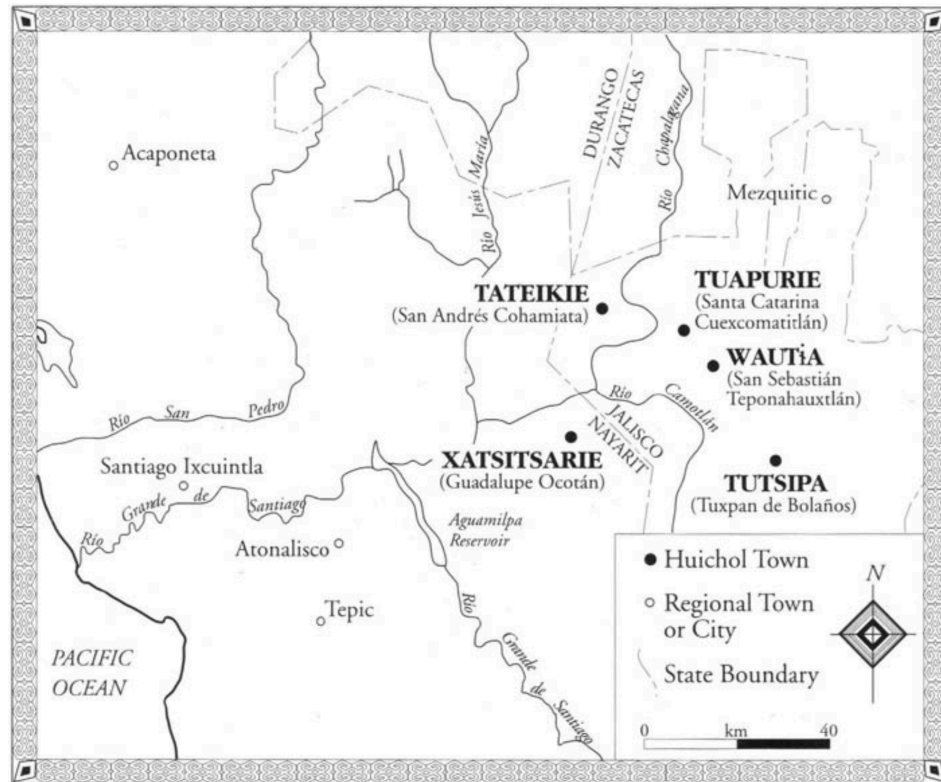 DURANGO
ZACATECAS
Río Chapalagana
Río Jesús María
Acaponeta
Mezquitic
TATEIKIE
(San Andrés Cohamiata)
TUAPURIE
(Santa Catarina
Cuexcomatitlán)
WAUTɨA
(San Sebastián
Teponahauxtlán)
Río San Pedro
Río Camotlán
JALISCO
NAYARIT
XATSITSARIE
(Guadalupe Ocotán)
TUTSIPA
(Tuxpan de Bolaños)
Santiago Ixcuintla
Río Grande de Santiago
Aguamilpa
Reservoir
Atonalisco
Tepic
Río Grande de Santiago
PACIFIC
OCEAN
Huichol Town
Regional Town
or City
State Boundary
N
0 km 40